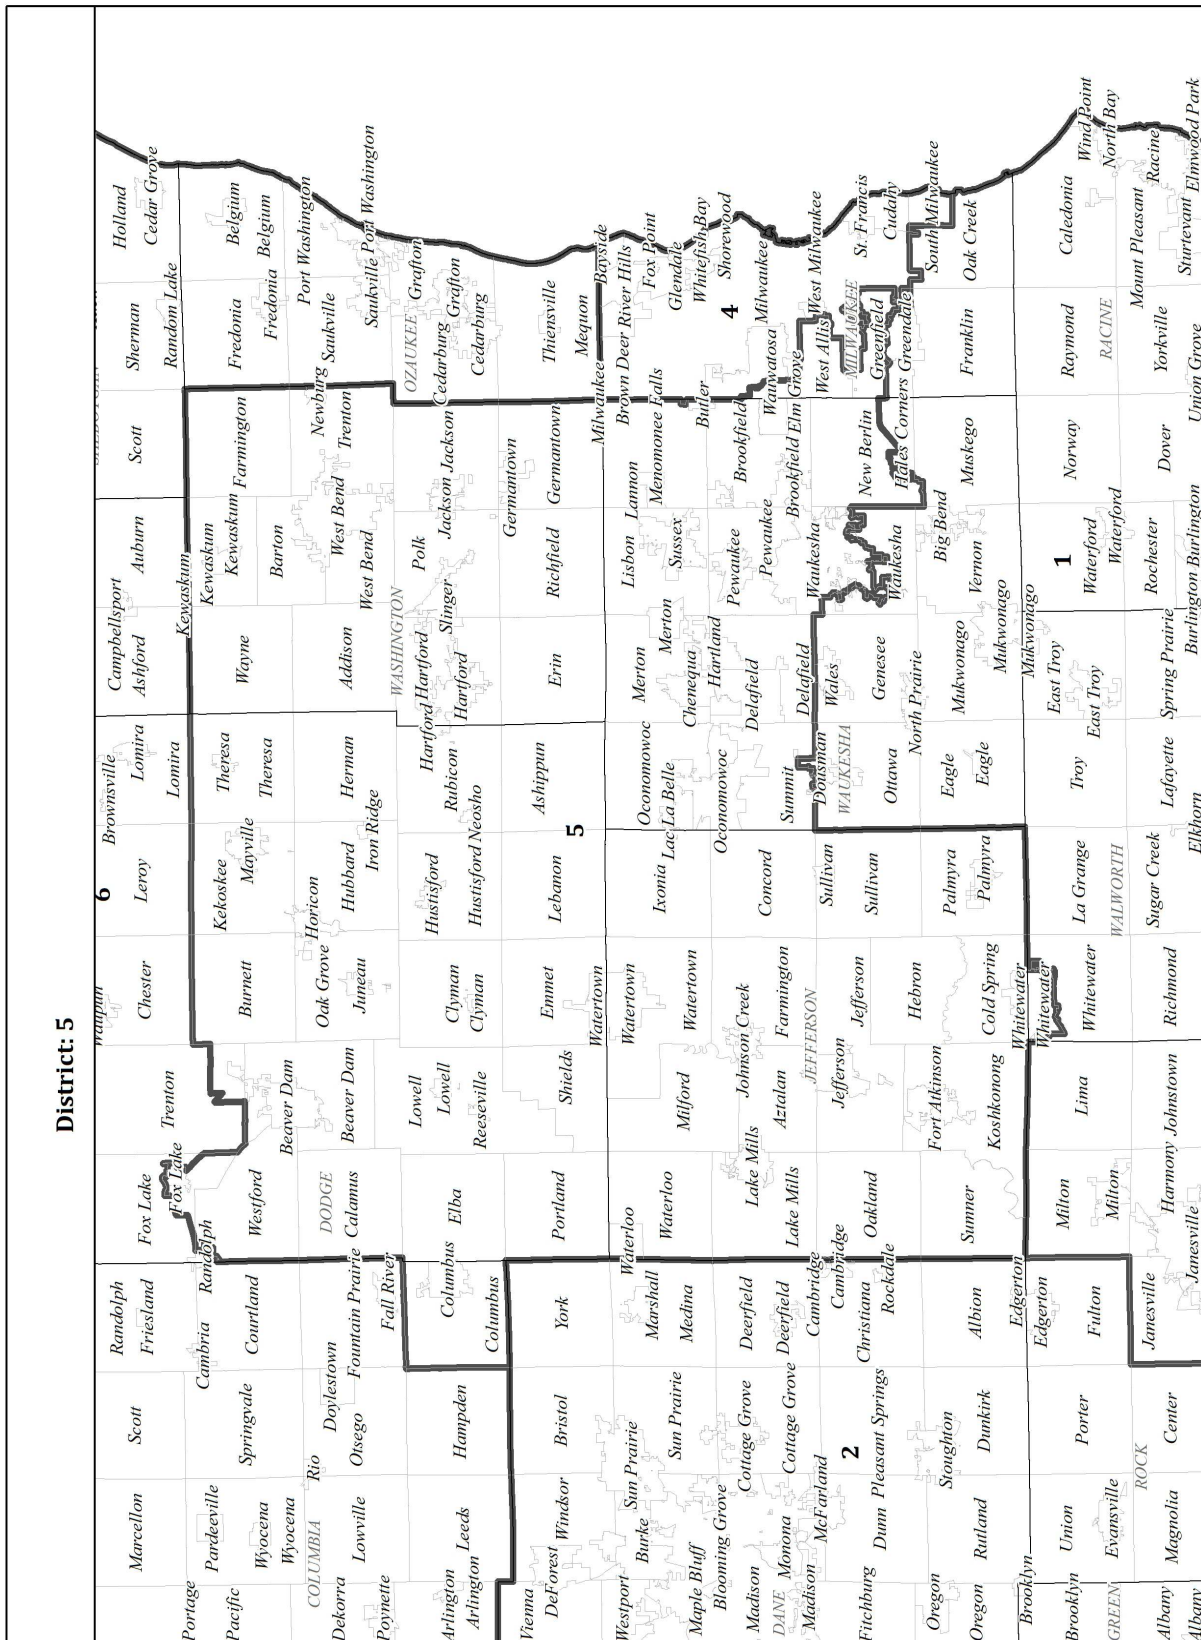 District: 5
Waupun
Brownsville
6
Randolph
Campbellsport
Holland
Marcellon
Scott
Friesland
Fox Lake
Chester
Leroy
Lomira
Ashford
Auburn
Scott
Sherman
Cedar Grove
Trenton
Lomira
Random Lake
Portage
Fox Lake
Kewaskum
Pardeeville
Cambria
Randolph
Kewaskum
Pacific
Wyocena
Springvale
Courtland
Westford
Burnett
Kekoskee
Mayville
Theresa
Theresa
Wayne
Kewaskum
Farmington
Fredonia
Belgium
Wyocena
Beaver Dam
Barton
Fredonia
Belgium
COLUMBIA
Rio
Doylestown
DODGE
Oak Grove
Horicon
Newburg
Port Washington
Dekorra
Lowville
Otsego
Fountain Prairie
Calamus
Beaver Dam
Juneau
Hubbard
Herman
Addison
West Bend
Trenton
Saukville
Poynette
Fall River
Iron Ridge
West Bend
Saukville
Port Washington
WASHINGTON
OZAUKEE
Lowell
Polk
Grafton
Arlington
Columbus
Lowell
Clyman
Hustisford
Hartford
Hartford
Slinger
Jackson
Jackson
Cedarburg
Grafton
Arlington
Leeds
Hampden
Elba
Reeseville
Clyman
Hustisford
Neosho
Rubicon
Hartford
Cedarburg
Columbus
Germantown
Vienna
DeForest
Windsor
Bristol
York
Portland
Shields
Emmet
Lebanon
Ashippun
Erin
Richfield
Germantown
Thiensville
5
Mequon
Watertown
Milwaukee
Bayside
Westport
Burke
Sun Prairie
Waterloo
Watertown
Lisbon
Lannon
Brown Deer
River Hills
Marshall
Oconomowoc
Merton
Menomonee Falls
Fox Point
Maple Bluff
Sun Prairie
Medina
Waterloo
Milford
Watertown
Ixonia
Lac La Belle
Merton
Sussex
Glendale
Blooming Grove
Chenequa
Butler
Whitefish Bay
Oconomowoc
Hartland
Pewaukee
Shorewood
4
Madison
Cottage Grove
Deerfield
Lake Mills
Johnson Creek
Concord
Delafield
Pewaukee
Brookfield
Milwaukee
DANE
Monona
Cottage Grove
Deerfield
Lake Mills
Aztalan
Farmington
Summit
Delafield
Brookfield
Elm Grove
Wauwatosa
Madison
McFarland
Cambridge
JEFFERSON
Sullivan
Dousman
Wales
Waukesha
West Allis
West Milwaukee
Cambridge
Jefferson
WAUKESHA
MILWAUKEE
2
Fitchburg
Dunn
Pleasant Springs
Christiana
Rockdale
Oakland
Jefferson
Sullivan
Ottawa
Genesee
Waukesha
New Berlin
Greenfield
St. Francis
Cudahy
Hales Corners
Greendale
North Prairie
Hebron
Oregon
Stoughton
Fort Atkinson
Palmyra
Eagle
Mukwonago
Big Bend
South Milwaukee
Oregon
Rutland
Dunkirk
Albion
Sumner
Koshkonong
Cold Spring
Palmyra
Eagle
Vernon
Muskego
Franklin
Oak Creek
Mukwonago
Brooklyn
Edgerton
Whitewater
Mukwonago
Edgerton
Whitewater
Brooklyn
Union
Porter
Fulton
Milton
Lima
Whitewater
La Grange
Troy
East Troy
East Troy
1
Waterford
Norway
Raymond
Caledonia
Wind Point
GREEN
Evansville
Milton
WALWORTH
Waterford
RACINE
North Bay
ROCK
Janesville
Mount Pleasant
Albany
Magnolia
Center
Harmony
Johnstown
Richmond
Sugar Creek
Lafayette
Spring Prairie
Rochester
Dover
Yorkville
Racine
Albany
Janesville
Elkhorn
Burlington
Burlington
Union Grove
Sturtevant
Elmwood Park